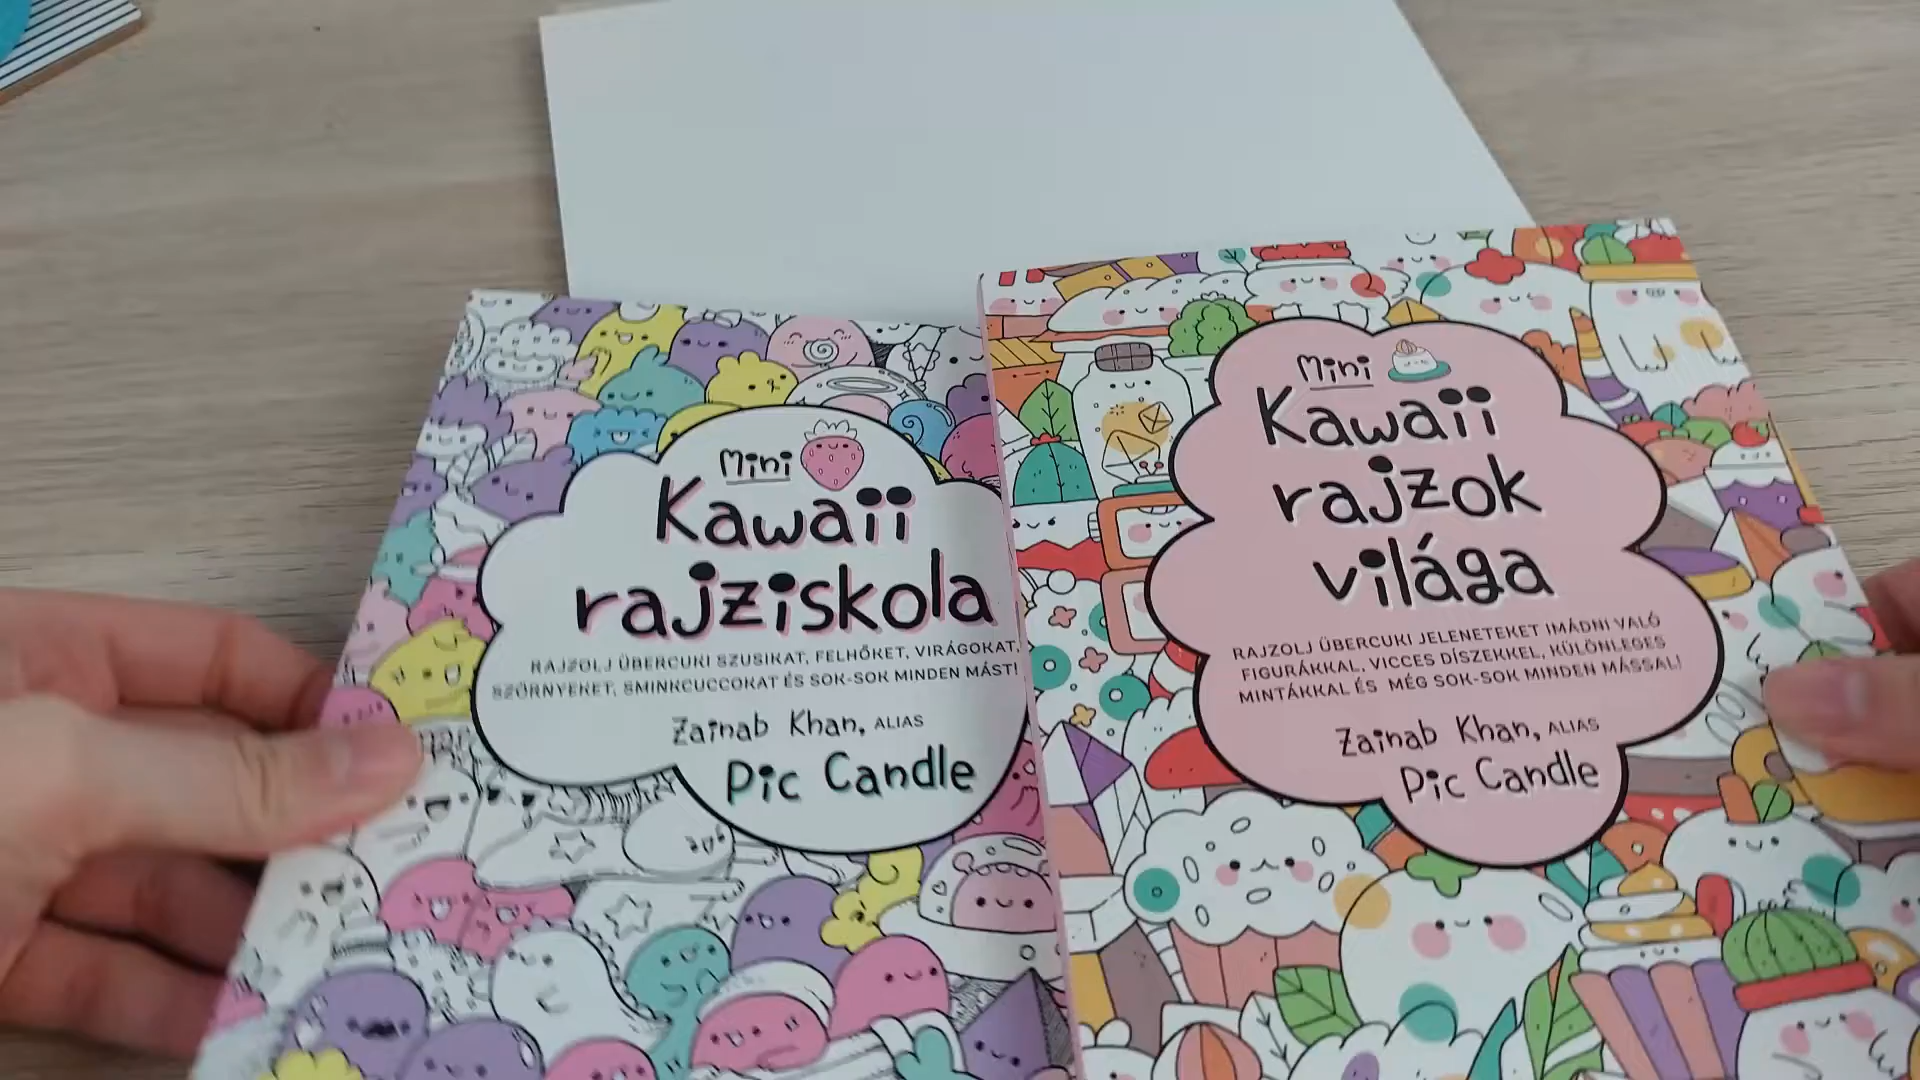 Mini
Kawaii
rajziskola
RAJZOLJ ÜBERCUKI SZUSIKAT, FELHŐKET, VIRÁGOKAT,
SZÖRNYEKET, SMINKCUCCOKAT ÉS SOK-SOK MINDEN MÁST!
Zainab Khan, ALIAS
Pic Candle
Mini
Kawaii
rajzok
világa
RAJZOLJ ÜBERCUKI JELENETEKET IMÁDNI VALÓ
FIGURÁKKAL, VICCES DÍSZEKKEL, KÜLÖNLEGES
MINTÁKKAL ÉS MÉG SOK-SOK MINDEN MÁSSAL!
Zainab Khan, ALIAS
Pic Candle